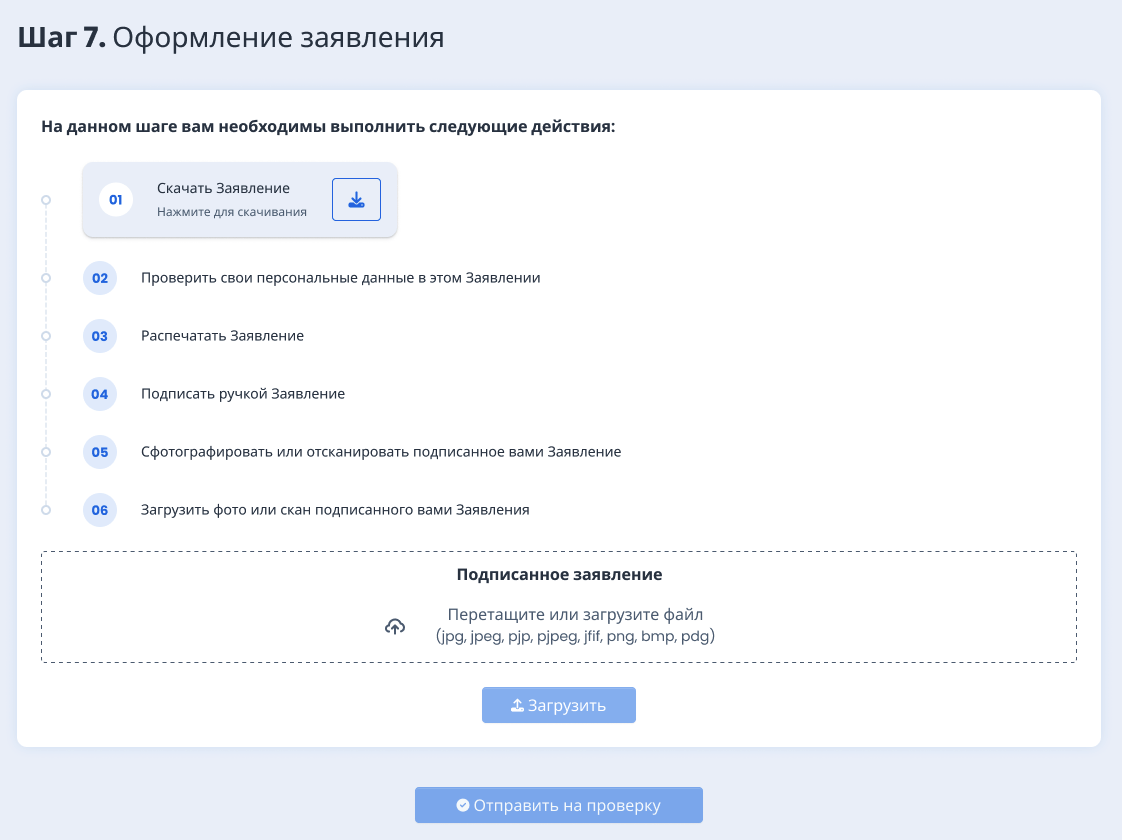 Шаг 7. Оформление заявления
На данном шаге вам необходимы выполнить следующие действия:
01
Скачать Заявление
Нажмите для скачивания
02 Проверить свои персональные данные в этом Заявлении
03 Распечатать Заявление
04 Подписать ручкой Заявление
05 Сфотографировать или отсканировать подписанное вами Заявление
06 Загрузить фото или скан подписанного вами Заявления
Подписанное заявление
Перетащите или загрузите файл
(jpg, jpeg, pjp, pjpeg, jfif, png, bmp, pdg)
Загрузить
Отправить на проверку